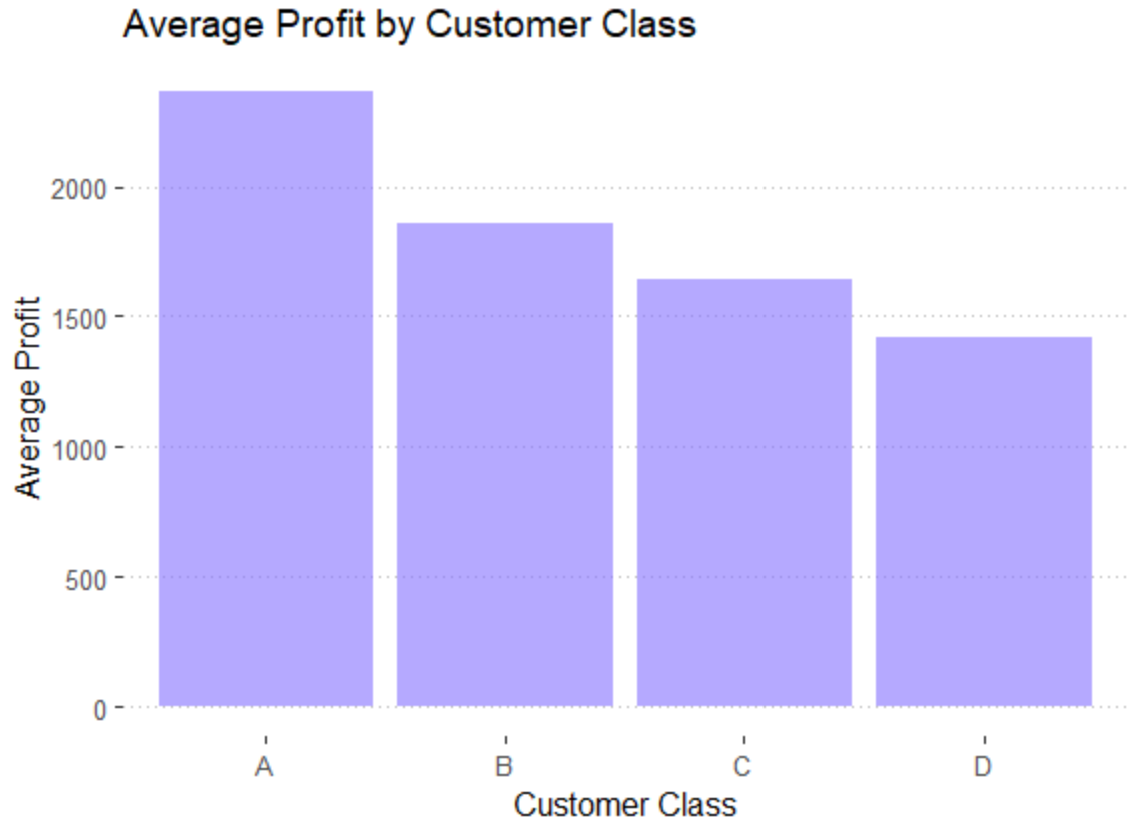 Average Profit by Customer Class
Average Profit
2000
1500
1000
500
0
A B C D
Customer Class